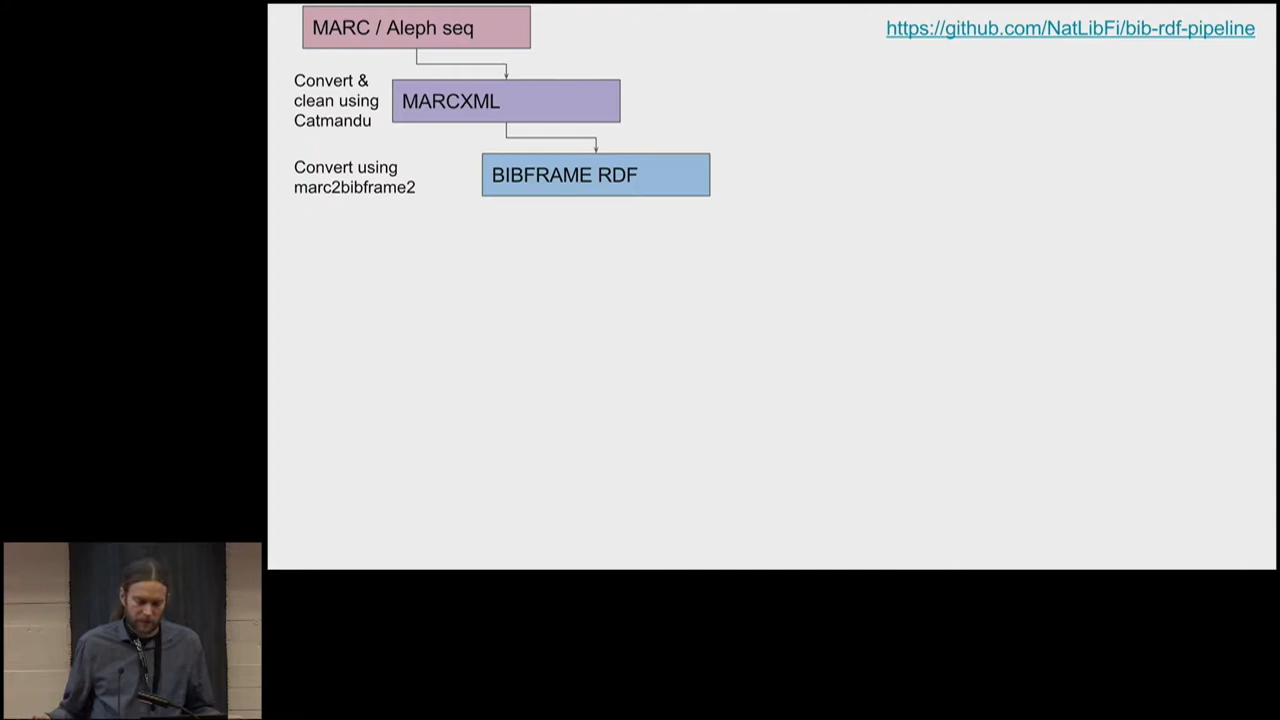 MARC / Aleph seq
https://github.com/NatLibFi/bib-rdf-pipeline
Convert &
clean using
Catmandu
MARCXML
Convert using
marc2bibframe2
BIBFRAME RDF